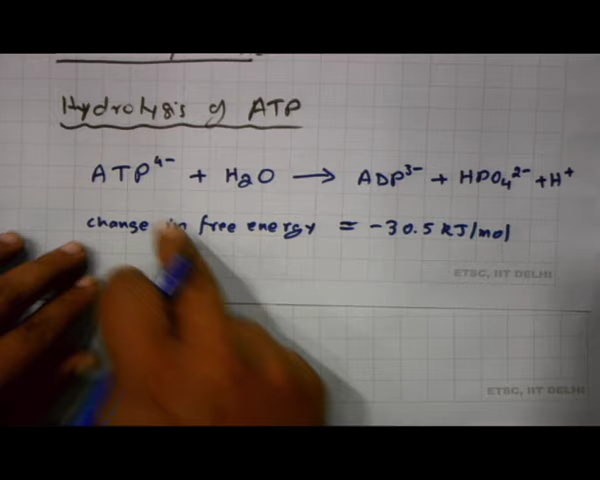 Hydrolysis of ATP
ATP⁴⁻ + H₂O → ADP³⁻ + HPO₄²⁻ + H⁺
change in free energy = -30.5 kJ/mol
ETSC, IIT DELHI
ETSC, IIT DELHI